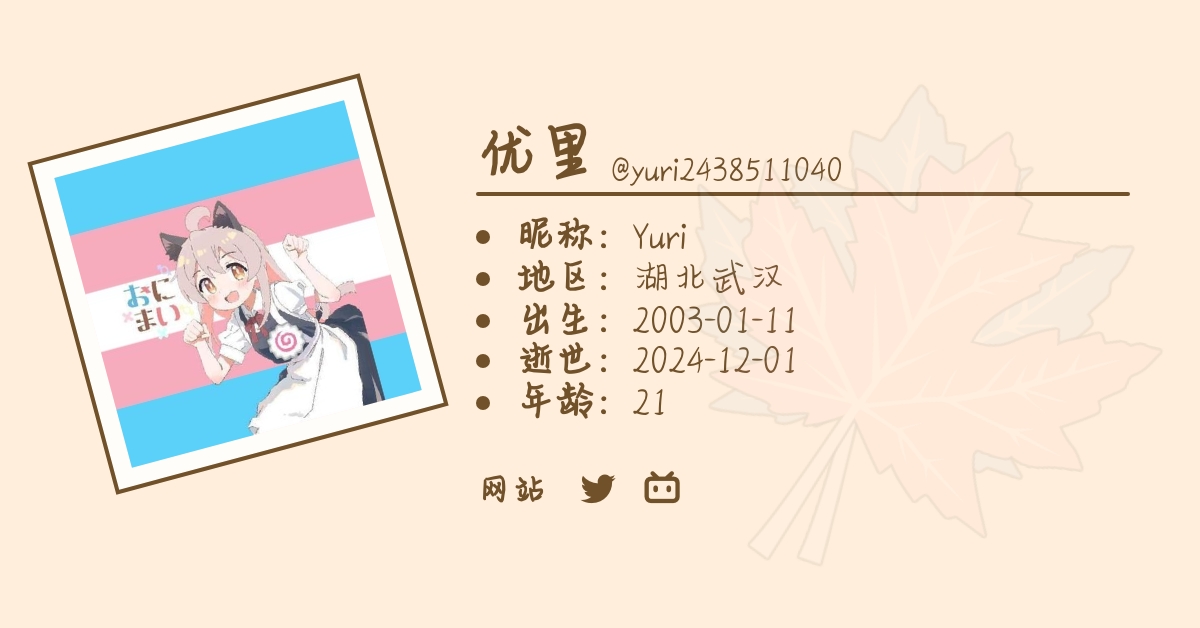 优里 @yuri2438511040
昵称：Yuri
地区：湖北武汉
出生：2003-01-11
逝世：2024-12-01
年龄：21
网站
おに
まい